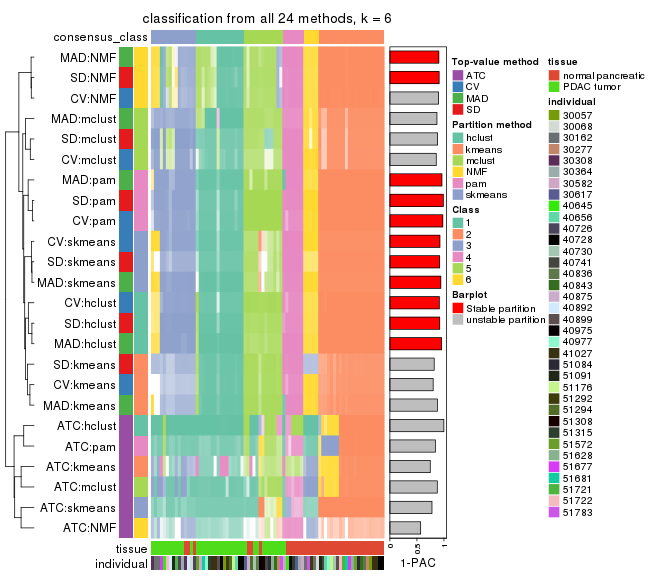 classification from all 24 methods, k = 6
consensus_class
MAD:NMF
SD:NMF
CV:NMF
MAD:mclust
SD:mclust
CV:mclust
MAD:pam
SD:pam
CV:pam
CV:skmeans
SD:skmeans
MAD:skmeans
CV:hclust
SD:hclust
MAD:hclust
SD:kmeans
CV:kmeans
MAD:kmeans
ATC:hclust
ATC:pam
ATC:kmeans
ATC:mclust
ATC:skmeans
ATC:NMF
tissue
individual
0
0.5
1
1-PAC
Top-value method
ATC
CV
MAD
SD
Partition method
hclust
kmeans
mclust
NMF
pam
skmeans
Class
1
2
3
4
5
6
Barplot
Stable partition
unstable partition
tissue
normal pancreatic
PDAC tumor
individual
30057
30068
30162
30277
30308
30364
30582
30617
40645
40656
40726
40728
40730
40741
40836
40843
40875
40892
40899
40975
40977
41027
51084
51091
51176
51292
51294
51308
51315
51572
51628
51677
51681
51721
51722
51783